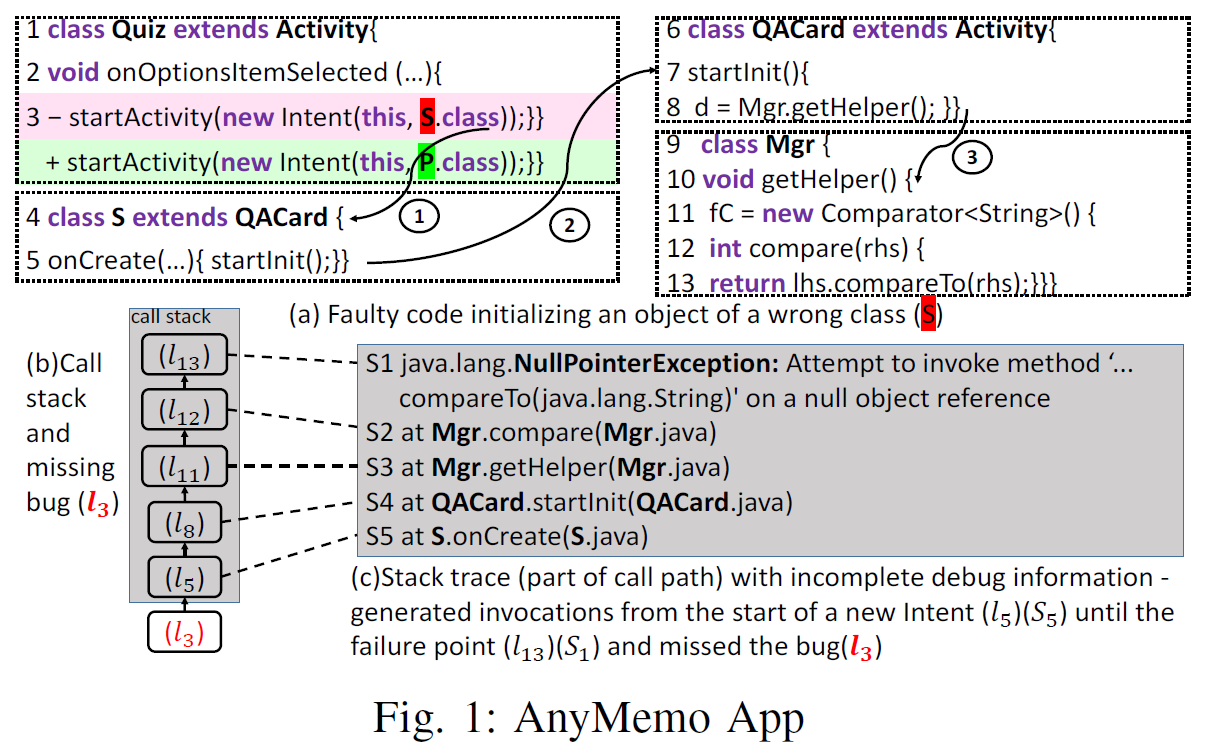 1 class Quiz extends Activity{
2 void onOptionsItemSelected (...){
3 – startActivity(new Intent(this, S.class));}}
+ startActivity(new Intent(this, P.class));}}
4 class S extends QACard {
5 onCreate(...){ startInit();}}
1
2
6 class QACard extends Activity{
7 startInit(){
8 d = Mgr.getHelper(); }}
9 class Mgr {
10 void getHelper() {
11 fC = new Comparator<String>() {
12 int compare(rhs) {
13 return lhs.compareTo(rhs);}}}
3
(a) Faulty code initializing an object of a wrong class (S)
(b)Call
stack
and
missing
bug (l₃)
call stack
(l₁₃)
(l₁₂)
(l₁₁)
(l₈)
(l₅)
(l₃)
S1 java.lang.NullPointerException: Attempt to invoke method ‘...
compareTo(java.lang.String)' on a null object reference
S2 at Mgr.compare(Mgr.java)
S3 at Mgr.getHelper(Mgr.java)
S4 at QACard.startInit(QACard.java)
S5 at S.onCreate(S.java)
(c)Stack trace (part of call path) with incomplete debug information -
generated invocations from the start of a new Intent (l₅)(S₅) until the
failure point (l₁₃)(S₁) and missed the bug(l₃)
Fig. 1: AnyMemo App